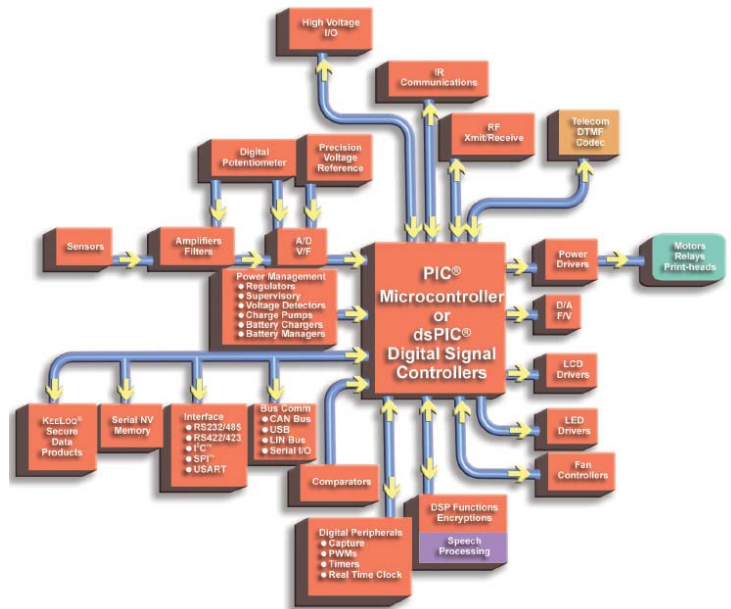 High Voltage
I/O
IR
Communications
RF
Xmit/Receive
Telecom
DTMF
Codec
Digital
Potentiometer
Precision
Voltage
Reference
Sensors
Amplifiers
Filters
A/D
V/F
Power Management
● Regulators
● Supervisory
● Voltage Detectors
● Charge Pumps
● Battery Chargers
● Battery Managers
PIC®
Microcontroller
or
dsPIC®
Digital Signal
Controllers
Power
Drivers
Motors
Relays
Print-heads
D/A
F/V
LCD
Drivers
LED
Drivers
Fan
Controllers
KEELOQ®
Secure
Data
Products
Serial NV
Memory
Interface
● RS232/485
● RS422/423
● I²C™
● SPI™
● USART
Bus Comm
● CAN Bus
● USB
● LIN Bus
● Serial I/O
Comparators
Digital Peripherals
● Capture
● PWMs
● Timers
● Real Time Clock
DSP Functions
Encryptions
Speech
Processing